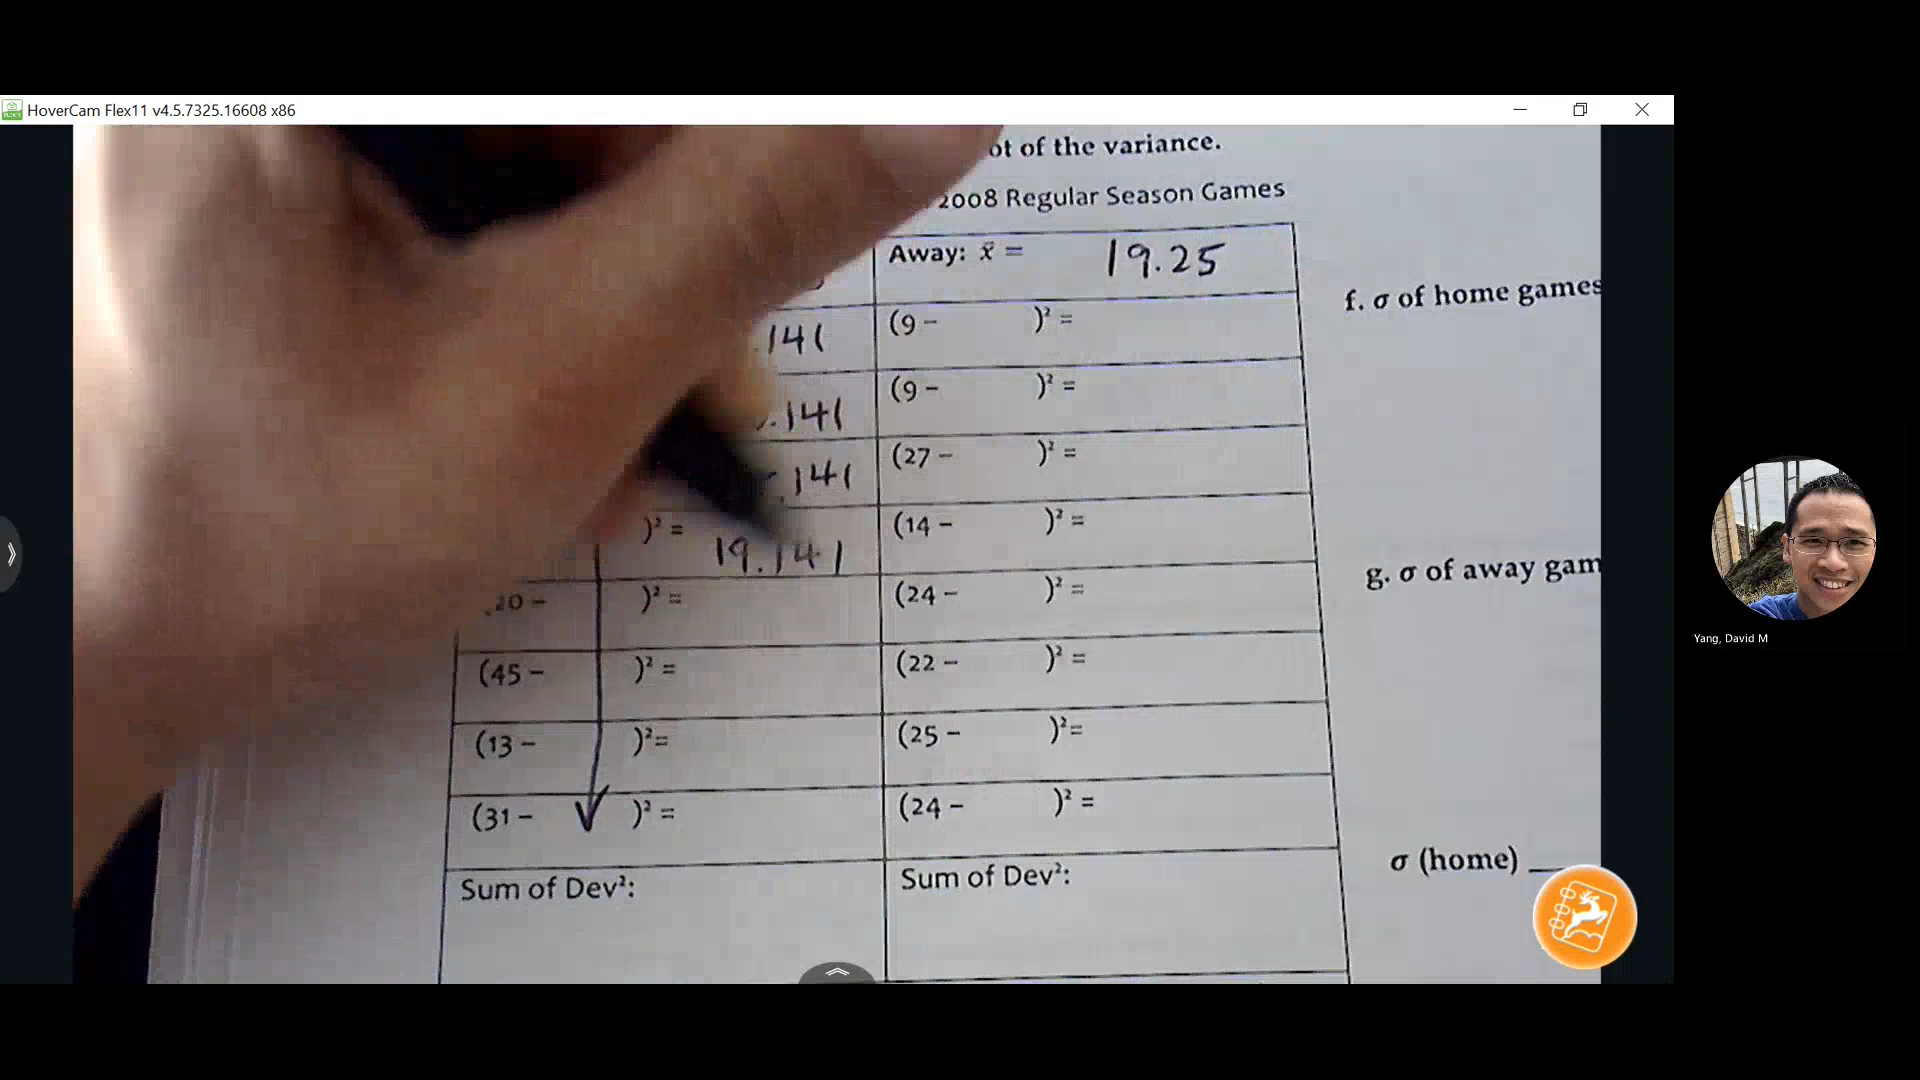 HoverCam Flex11 v4.5.7325.16608 x86
ot of the variance.
2008 Regular Season Games
Away: x̄ = 19.25
.141 (9 – )² =
.141 (9 – )² =
.141 (27 – )² =
)² = 19.141 (14 – )² =
20 – )² = (24 – )² =
(45 – )² = (22 – )² =
(13 – )²= (25 – )²=
(31 – )² = (24 – )² =
Sum of Dev²: Sum of Dev²:
f. σ of home games
g. σ of away gam
σ (home)
Yang, David M